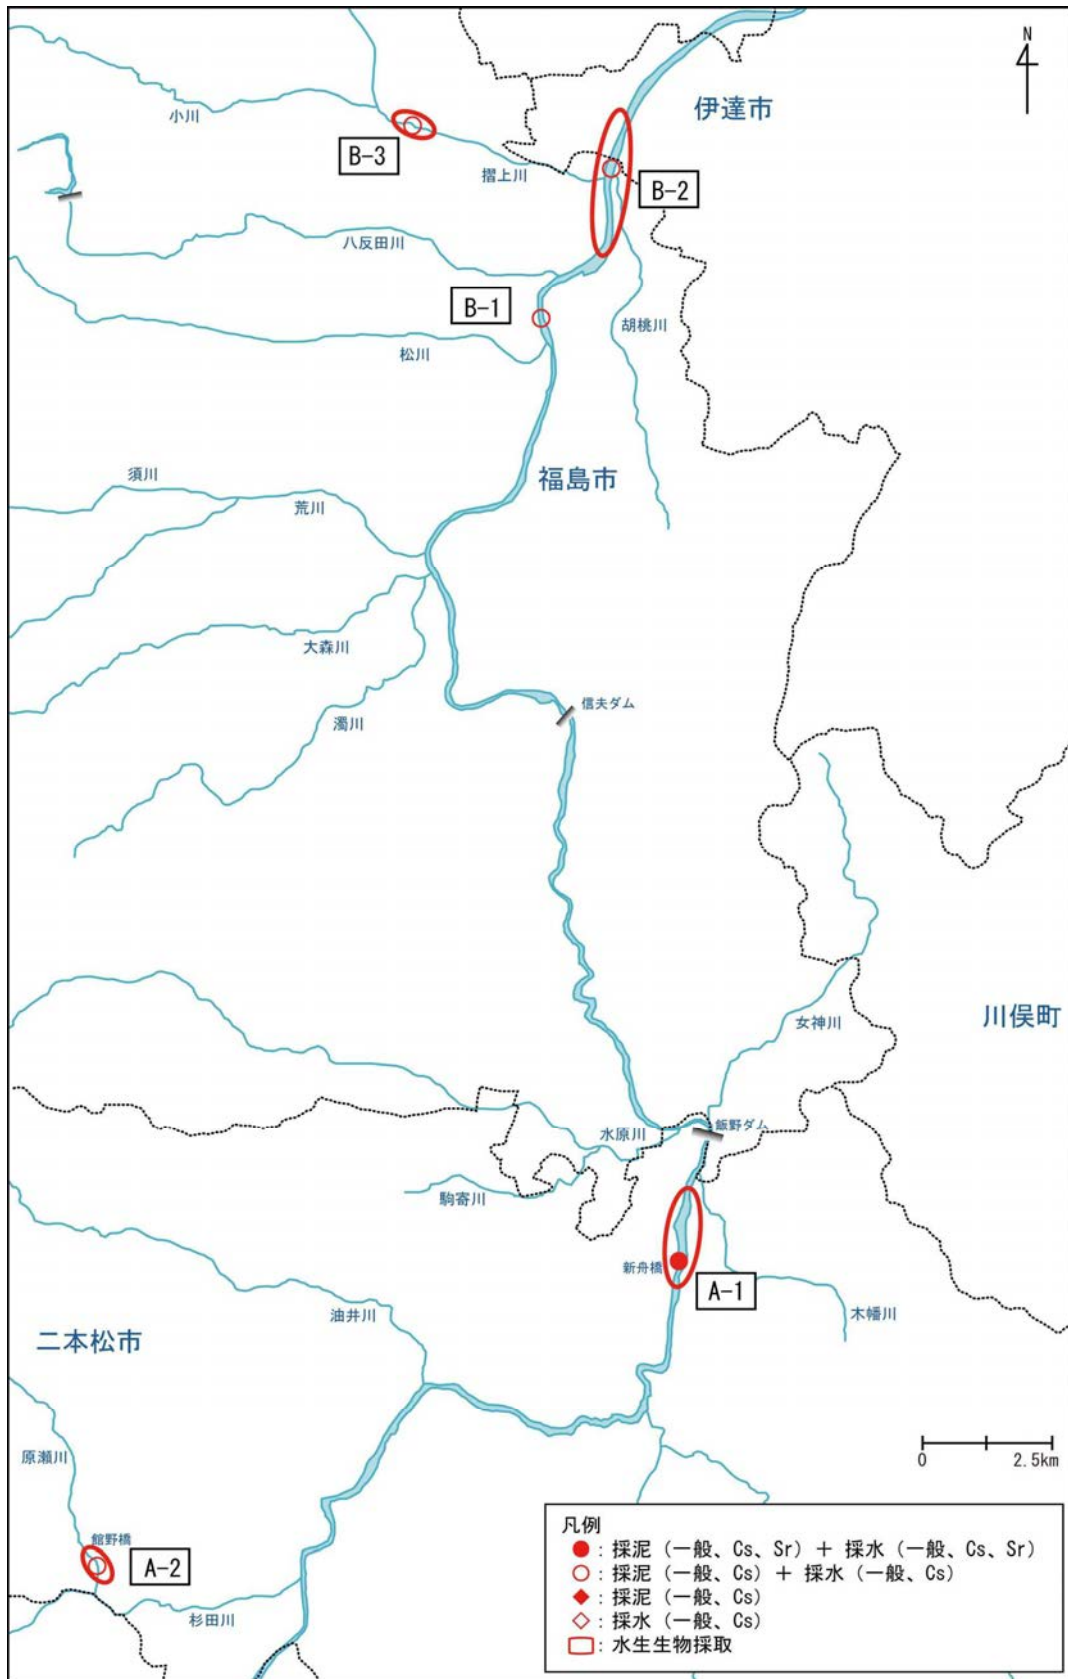 N
伊達市
小川
B-3
摺上川
B-2
八反田川
B-1
胡桃川
松川
福島市
須川
荒川
大森川
信夫ダム
濁川
川俣町
女神川
飯野ダム
水原川
駒寄川
新舟橋
A-1
油井川
木幡川
二本松市
原瀬川
0 2.5km
館野橋
A-2
杉田川
凡例
●：採泥（一般、Cs、Sr）＋ 採水（一般、Cs、Sr）
○：採泥（一般、Cs）＋ 採水（一般、Cs）
◆：採泥（一般、Cs）
◇：採水（一般、Cs）
：水生生物採取